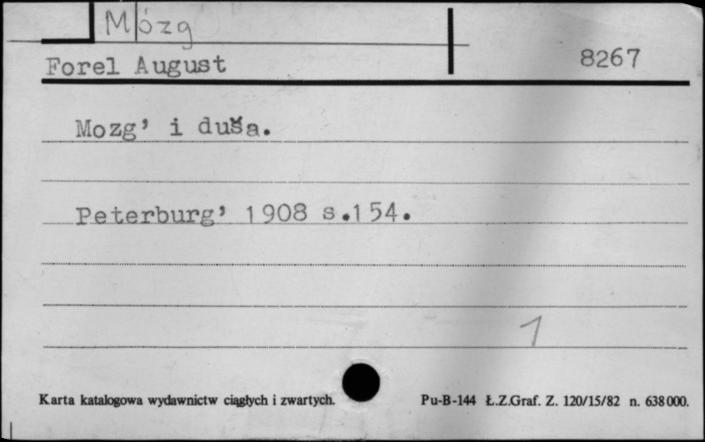 Mózg
Forel August 8267
Mozg’ i duša.
Peterburg’ 1908 s.154.
1
Karta katalogowa wydawnictw ciągłych i zwartych. Pu-B-144 Ł.Z.Graf. Z. 120/15/82 n. 638000.